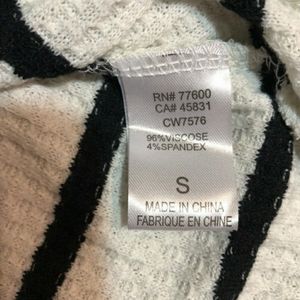 RN# 77600
CA# 45831
CW7576
96%VISCOSE
4%SPANDEX
S
MADE IN CHINA
FABRIQUE EN CHINE